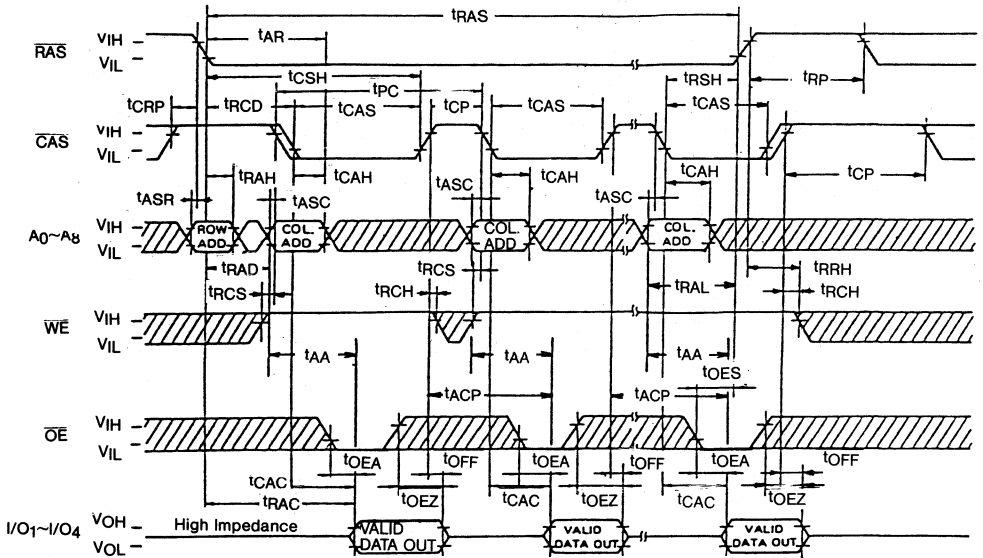 tRAS
RAS VIH tAR
VIL
tCSH tRSH tRP
tPC
tCRP tRCD tCAS tCP tCAS tCAS
CAS VIH
VIL
tRAH tCAH tASC tCAH tCAH tCP
tASR tASC tASC
A0~A8 VIH ROW ADD COL. ADD COL. ADD COL. ADD
VIL
tRAD tRCS tRRH
tRCS tRCH tRAL tRCH
WE VIH
VIL
tAA tAA tAA
tOES
tACP tACP
OE VIH
VIL
tOEA tOFF tOEA tOFF tOEA tOFF
tCAC tOEZ tCAC tOEZ tCAC tOEZ
tRAC
I/O1~I/O4 VOH High Impedance VALID DATA OUT VALID DATA OUT VALID DATA OUT
VOL